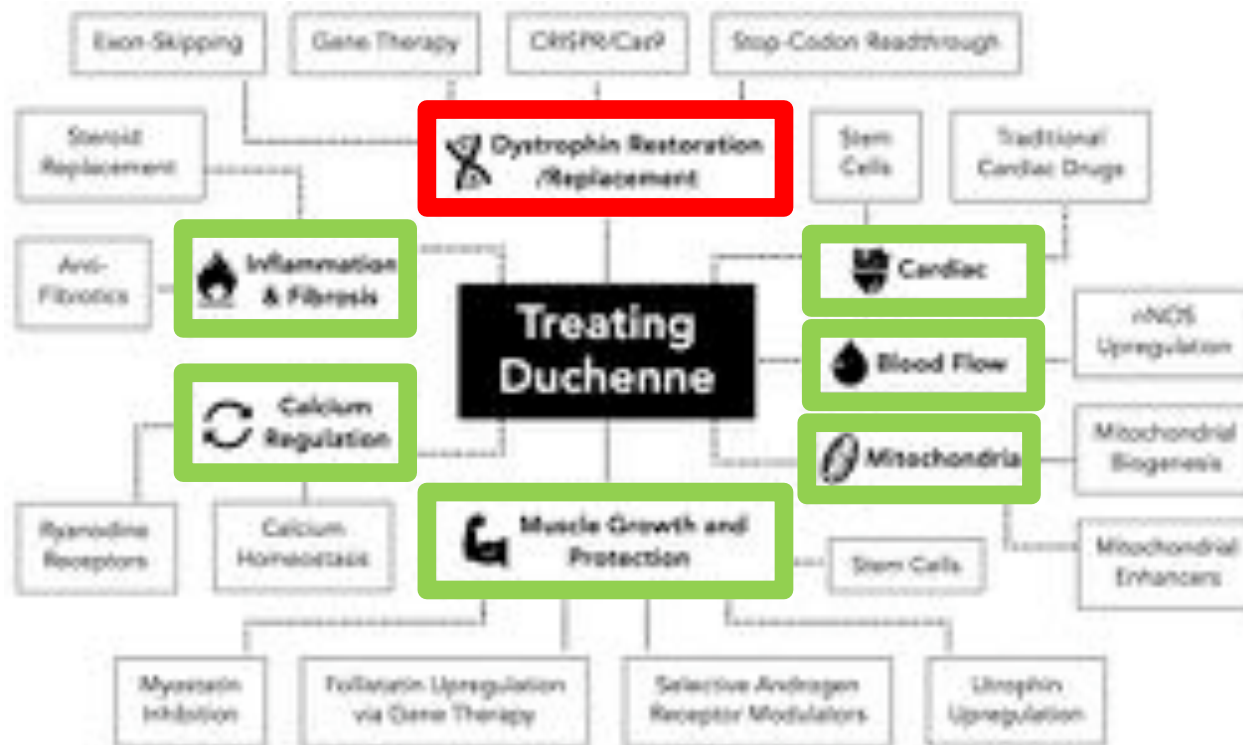 Exon-Skipping
Gene Therapy
CRISPR/Cas9
Stop-Codon Readthrough
Steroid
Replacement
Dystrophin Restoration
/Replacement
Stem
Cells
Traditional
Cardiac Drugs
Anti-
Fibrotics
Inflammation
& Fibrosis
Cardiac
Treating
Duchenne
Blood Flow
nNOS
Upregulation
Calcium
Regulation
Mitochondria
Mitochondrial
Biogenesis
Ryanodine
Receptors
Calcium
Homeostasis
Muscle Growth and
Protection
Stem Cells
Mitochondrial
Enhancers
Myostatin
Inhibition
Follistatin Upregulation
via Gene Therapy
Selective Androgen
Receptor Modulators
Utrophin
Upregulation